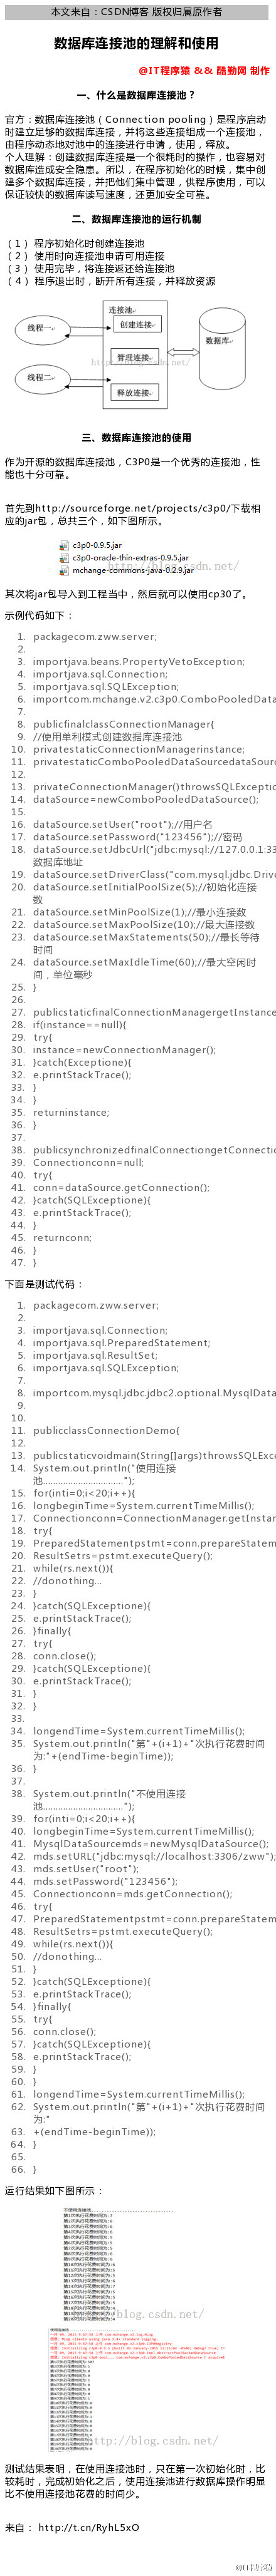 本文来自：CSDN博客 版权归属原作者
数据库连接池的理解和使用
@IT程序猿 && 酷勤网 制作
一、什么是数据库连接池？
官方：数据库连接池（Connection pooling）是程序启动
时建立足够的数据库连接，并将这些连接组成一个连接池，
由程序动态地对池中的连接进行申请，使用，释放。
个人理解：创建数据库连接是一个很耗时的操作，也容易对
数据库造成安全隐患。所以，在程序初始化的时候，集中创
建多个数据库连接，并把他们集中管理，供程序使用，可以
保证较快的数据库读写速度，还更加安全可靠。
二、数据库连接池的运行机制
（1） 程序初始化时创建连接池
（2） 使用时向连接池申请可用连接
（3） 使用完毕，将连接返还给连接池
（4） 程序退出时，断开所有连接，并释放资源
连接池
线程一
创建连接
数据库
http://blog.csdn.net/
管理连接
线程二
释放连接
三、数据库连接池的使用
作为开源的数据库连接池，C3P0是一个优秀的连接池，性
能也十分可靠。
首先到http://sourceforge.net/projects/c3p0/下载相
应的jar包，总共三个，如下图所示。
c3p0-0.9.5.jar
c3p0-oracle-thin-extras-0.9.5.jar
mchange-commons-java-0.2.9.jar
http://blog.csdn.net/
其次将jar包导入到工程当中，然后就可以使用cp30了。
示例代码如下：
1. packagecom.zww.server;
2.
3. importjava.beans.PropertyVetoException;
4. importjava.sql.Connection;
5. importjava.sql.SQLException;
6. importcom.mchange.v2.c3p0.ComboPooledData
7.
8. publicfinalclassConnectionManager{
9. //使用单利模式创建数据库连接池
10. privatestaticConnectionManagerinstance;
11. privatestaticComboPooledDataSourcedataSour
12.
13. privateConnectionManager()throwsSQLExceptio
14. dataSource=newComboPooledDataSource();
15.
16. dataSource.setUser("root");//用户名
17. dataSource.setPassword("123456");//密码
18. dataSource.setJdbcUrl("jdbc:mysql://127.0.0.1:33
数据库地址
19. dataSource.setDriverClass("com.mysql.jdbc.Drive
20. dataSource.setInitialPoolSize(5);//初始化连接
数
21. dataSource.setMinPoolSize(1);//最小连接数
22. dataSource.setMaxPoolSize(10);//最大连接数
23. dataSource.setMaxStatements(50);//最长等待
时间
24. dataSource.setMaxIdleTime(60);//最大空闲时
间，单位毫秒
25. }
26.
27. publicstaticfinalConnectionManagergetInstance
28. if(instance==null){
29. try{
30. instance=newConnectionManager();
31. }catch(Exceptione){
32. e.printStackTrace();
33. }
34. }
35. returninstance;
36. }
37.
38. publicsynchronizedfinalConnectiongetConnectio
39. Connectionconn=null;
40. try{
41. conn=dataSource.getConnection();
42. }catch(SQLExceptione){
43. e.printStackTrace();
44. }
45. returnconn;
46. }
47. }
下面是测试代码：
1. packagecom.zww.server;
2.
3. importjava.sql.Connection;
4. importjava.sql.PreparedStatement;
5. importjava.sql.ResultSet;
6. importjava.sql.SQLException;
7.
8. importcom.mysql.jdbc.jdbc2.optional.MysqlData
9.
10.
11. publicclassConnectionDemo{
12.
13. publicstaticvoidmain(String[]args)throwsSQLExce
14. System.out.println("使用连接
池................................");
15. for(inti=0;i<20;i++){
16. longbeginTime=System.currentTimeMillis();
17. Connectionconn=ConnectionManager.getInstan
18. try{
19. PreparedStatementpstmt=conn.prepareStatem
20. ResultSetrs=pstmt.executeQuery();
21. while(rs.next()){
22. //donothing...
23. }
24. }catch(SQLExceptione){
25. e.printStackTrace();
26. }finally{
27. try{
28. conn.close();
29. }catch(SQLExceptione){
30. e.printStackTrace();
31. }
32. }
33.
34. longendTime=System.currentTimeMillis();
35. System.out.println("第"+(i+1)+"次执行花费时间
为:"+(endTime-beginTime));
36. }
37.
38. System.out.println("不使用连接
池................................");
39. for(inti=0;i<20;i++){
40. longbeginTime=System.currentTimeMillis();
41. MysqlDataSourcemds=newMysqlDataSource();
42. mds.setURL("jdbc:mysql://localhost:3306/zww");
43. mds.setUser("root");
44. mds.setPassword("123456");
45. Connectionconn=mds.getConnection();
46. try{
47. PreparedStatementpstmt=conn.prepareStatem
48. ResultSetrs=pstmt.executeQuery();
49. while(rs.next()){
50. //donothing...
51. }
52. }catch(SQLExceptione){
53. e.printStackTrace();
54. }finally{
55. try{
56. conn.close();
57. }catch(SQLExceptione){
58. e.printStackTrace();
59. }
60. }
61. longendTime=System.currentTimeMillis();
62. System.out.println("第"+(i+1)+"次执行花费时间
为:"
63. +(endTime-beginTime));
64. }
65.
66. }
运行结果如下图所示：
不使用连接池................................
http://blog.csdn.net/
http://blog.csdn.net/
测试结果表明，在使用连接池时，只在第一次初始化时，比
较耗时，完成初始化之后，使用连接池进行数据库操作明显
比不使用连接池花费的时间少。
来自： http://t.cn/RyhL5xO
@IT程序猿